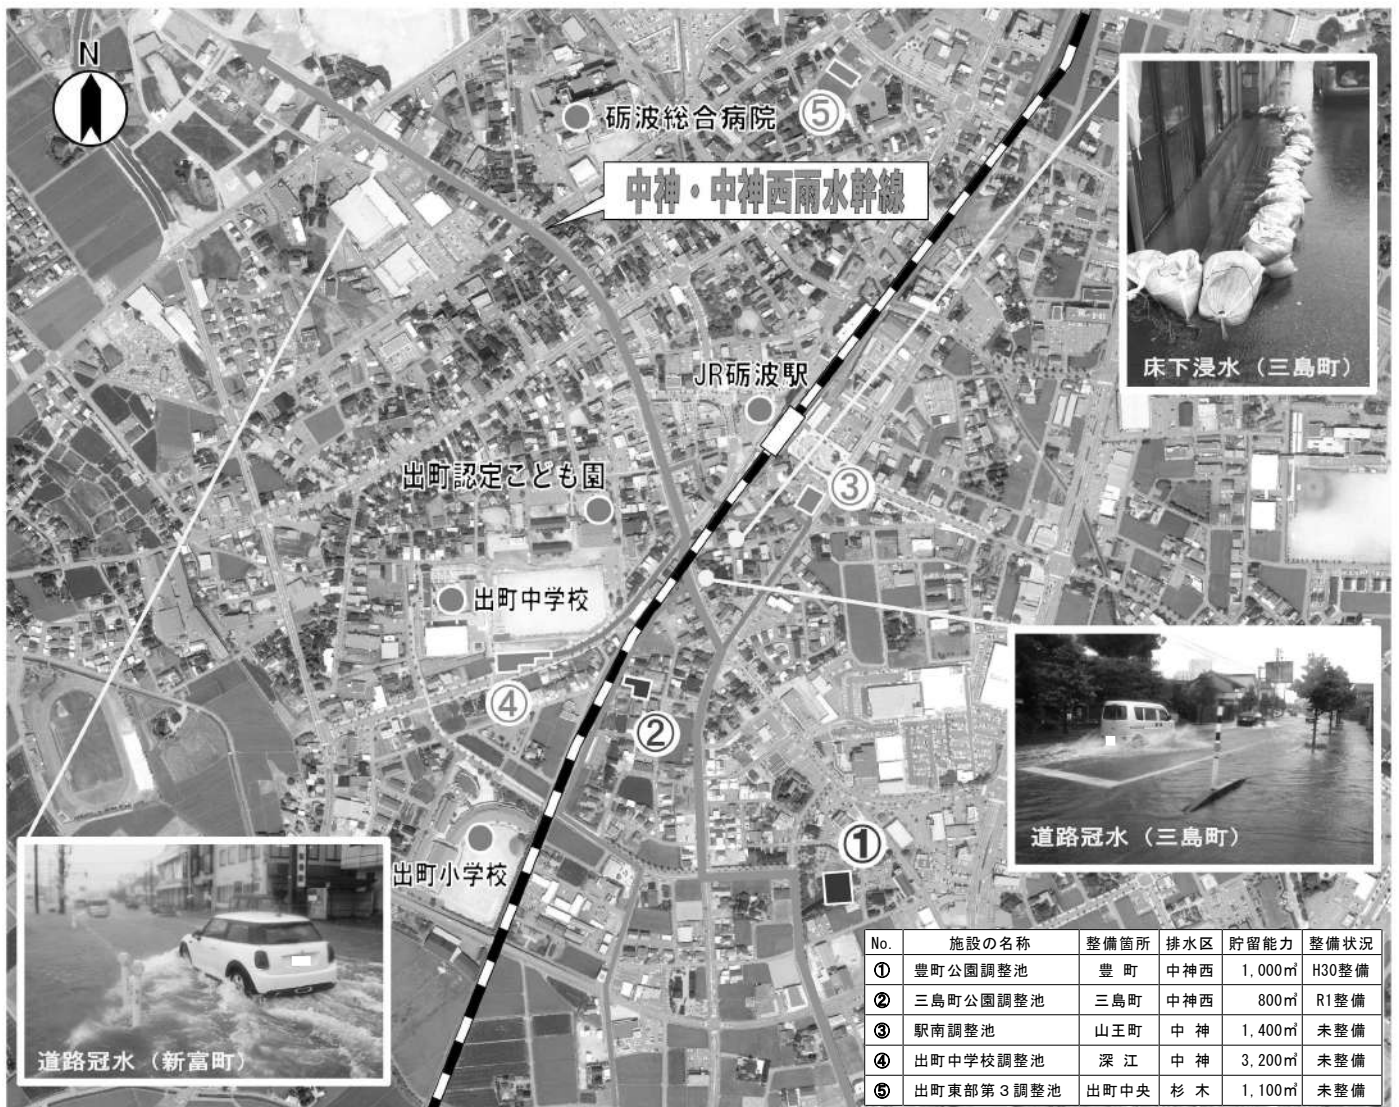 N
砺波総合病院
⑤
中神・中神西雨水幹線
床下浸水（三島町）
JR砺波駅
③
出町認定こども園
出町中学校
④
②
道路冠水（三島町）
①
出町小学校
道路冠水（新富町）
No. 施設の名称 整備箇所 排水区 貯留能力 整備状況
① 豊町公園調整池 豊 町 中神西 1,000㎥ H30整備
② 三島町公園調整池 三島町 中神西 800㎥ R1整備
③ 駅南調整池 山王町 中 神 1,400㎥ 未整備
④ 出町中学校調整池 深江 中 神 3,200㎥ 未整備
⑤ 出町東部第３調整池 出町中央 杉 木 1,100㎥ 未整備